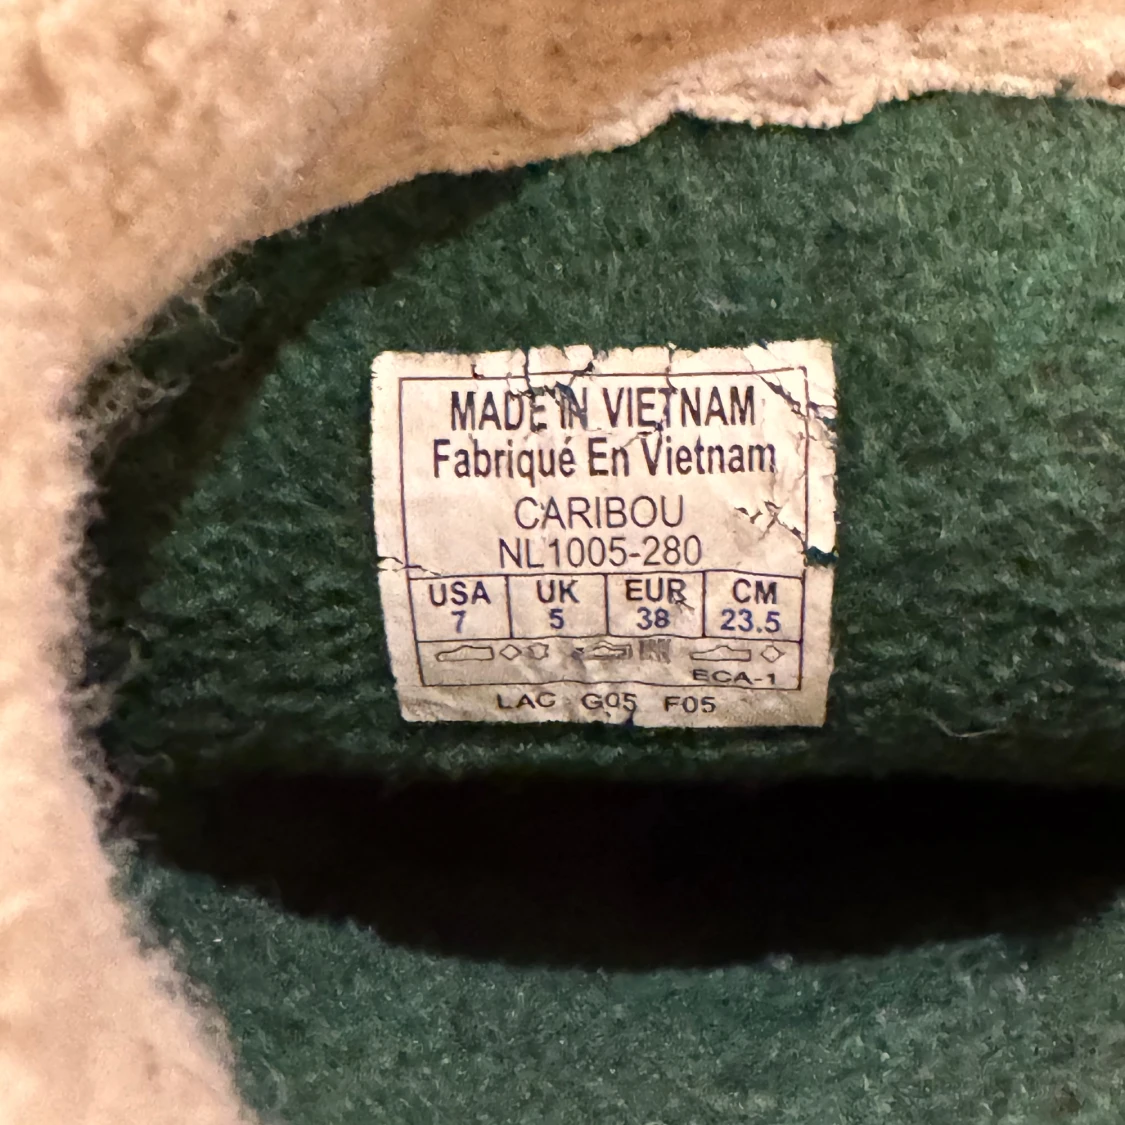 MADE IN VIETNAM
Fabriqué En Vietnam
CARIBOU
NL1005-280
USA UK EUR CM
7 5 38 23.5
ECA-1
LAC G05 F05